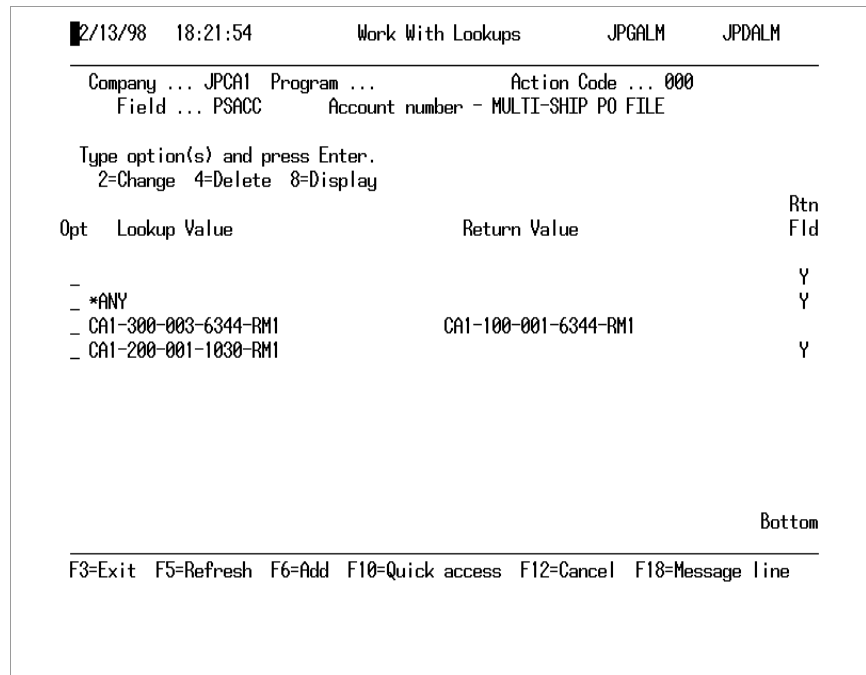 2/13/98 18:21:54 Work With Lookups JPGALM JPDALM
Company ... JPCA1 Program ... Action Code ... 000
Field ... PSACC Account number - MULTI-SHIP PO FILE
Type option(s) and press Enter.
2=Change 4=Delete 8=Display
Rtn
Opt Lookup Value Return Value Fld
_ Y
_ *ANY Y
_ CA1-300-003-6344-RM1 CA1-100-001-6344-RM1
_ CA1-200-001-1030-RM1 Y
Bottom
F3=Exit F5=Refresh F6=Add F10=Quick access F12=Cancel F18=Message line